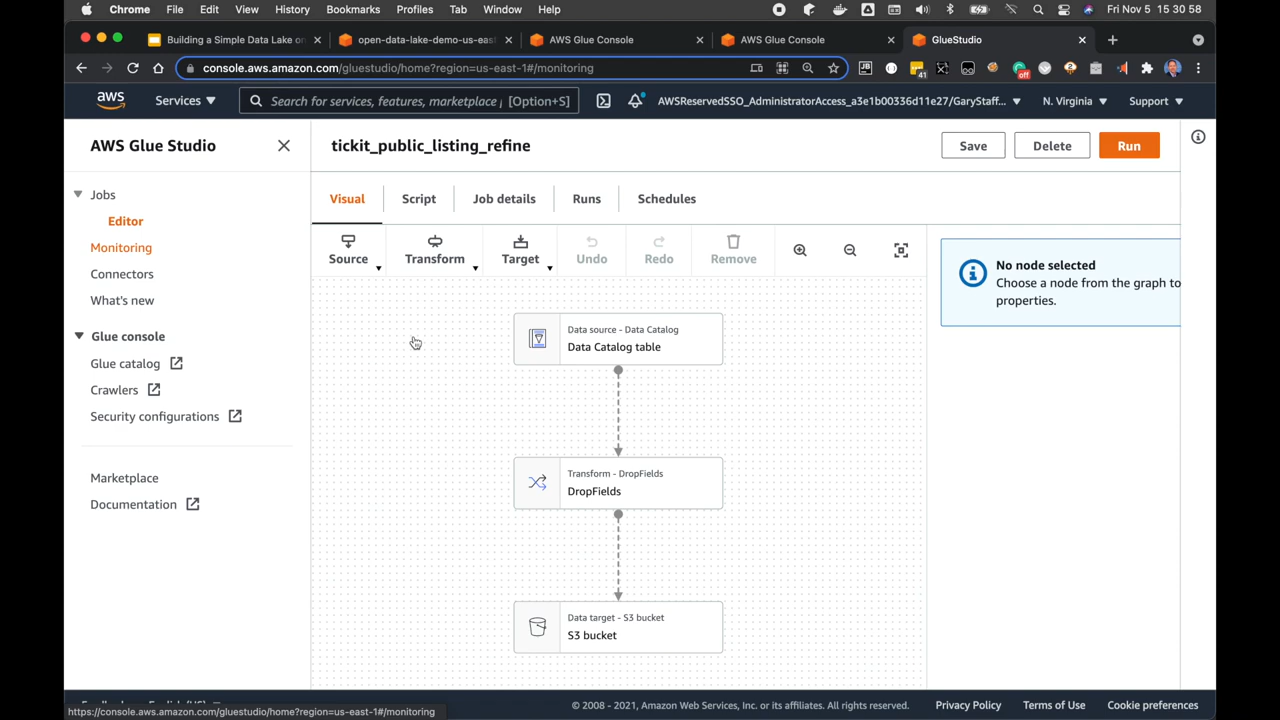 Chrome File Edit View History Bookmarks Profiles Tab Window Help Fri Nov 5 15 30 58
Building a Simple Data Lake on open-data-lake-demo-us-eas AWS Glue Console AWS Glue Console GlueStudio
console.aws.amazon.com/gluestudio/home?region=us-east-1#/monitoring 41 off
aws Services Search for services, features, marketplace [Option+S] AWSReservedSSO_AdministratorAccess_a3e1b00336d11e27/GaryStaff... N. Virginia Support
AWS Glue Studio
Jobs
Editor
Monitoring
Connectors
What's new
Glue console
Glue catalog
Crawlers
Security configurations
Marketplace
Documentation
tickit_public_listing_refine
Save Delete Run
Visual Script Job details Runs Schedules
Source Transform Target Undo Redo Remove
Data source - Data Catalog
Data Catalog table
Transform - DropFields
DropFields
Data target - S3 bucket
S3 bucket
No node selected
Choose a node from the graph to
properties.
© 2008 - 2021, Amazon Web Services, Inc. or its affiliates. All rights reserved. Privacy Policy Terms of Use Cookie preferences
https://console.aws.amazon.com/gluestudio/home?region=us-east-1#/monitoring